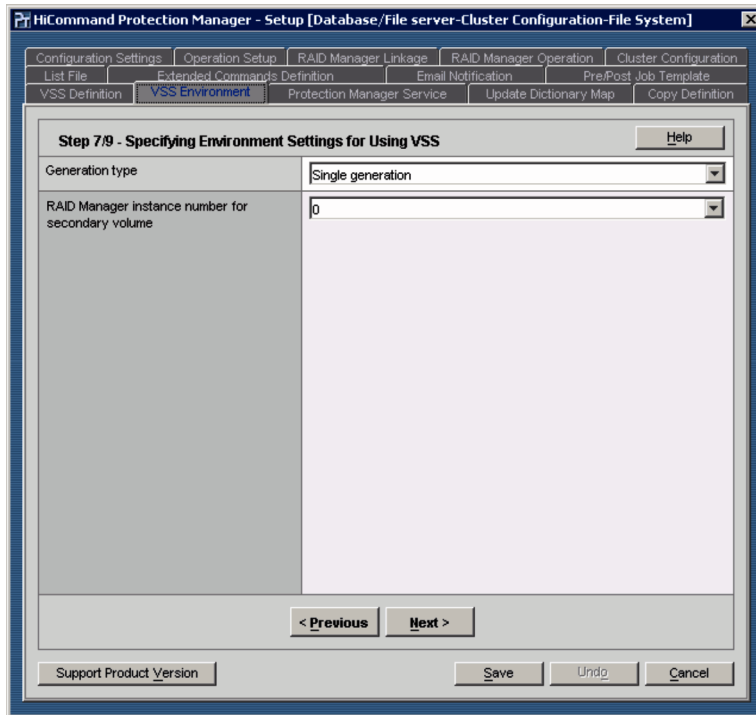 HiCommand Protection Manager - Setup [Database/File server-Cluster Configuration-File System]
Configuration Settings Operation Setup RAID Manager Linkage RAID Manager Operation Cluster Configuration
List File Extended Commands Definition Email Notification Pre/Post Job Template
VSS Definition VSS Environment Protection Manager Service Update Dictionary Map Copy Definition
Step 7/9 - Specifying Environment Settings for Using VSS Help
Generation type Single generation
RAID Manager instance number for 0
secondary volume
< Previous Next >
Support Product Version Save Undo Cancel